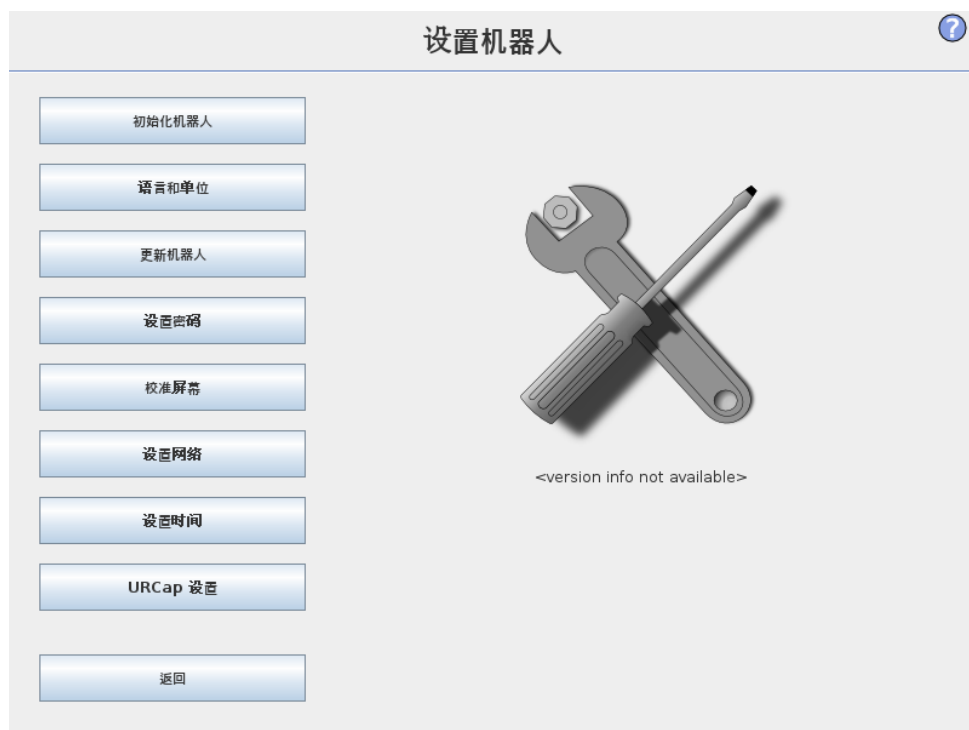 设置机器人
?
初始化机器人
语言和单位
更新机器人
设置密码
校准屏幕
设置网络
<version info not available>
设置时间
URCap 设置
返回